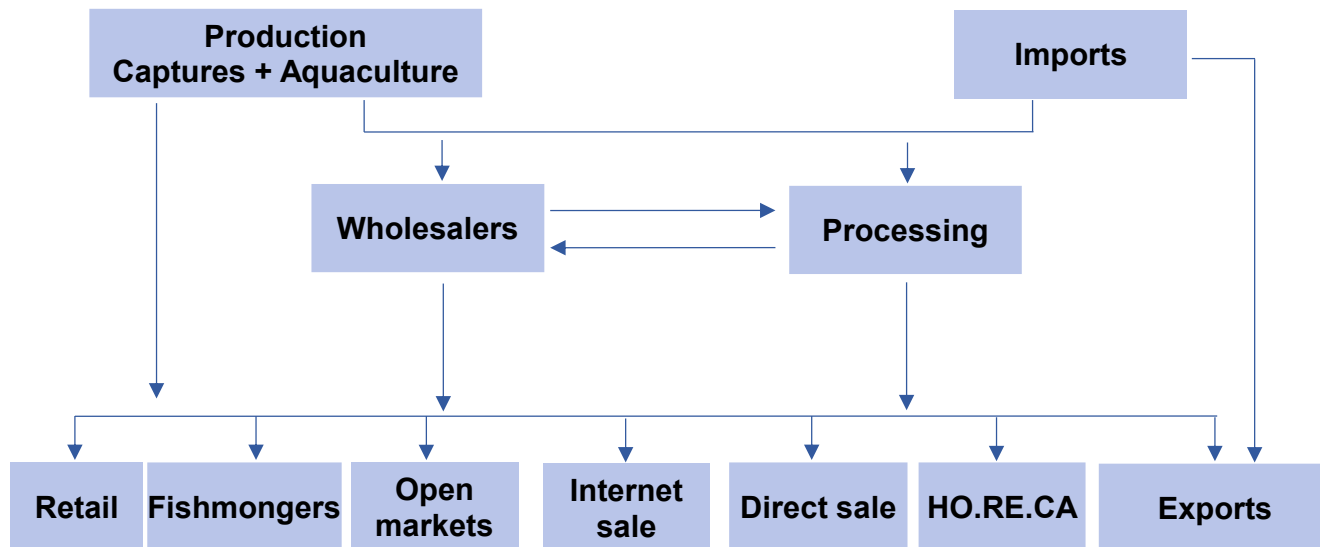 Production
Captures + Aquaculture
Imports
Wholesalers
Processing
Retail
Fishmongers
Open
markets
Internet
sale
Direct sale
HO.RE.CA
Exports